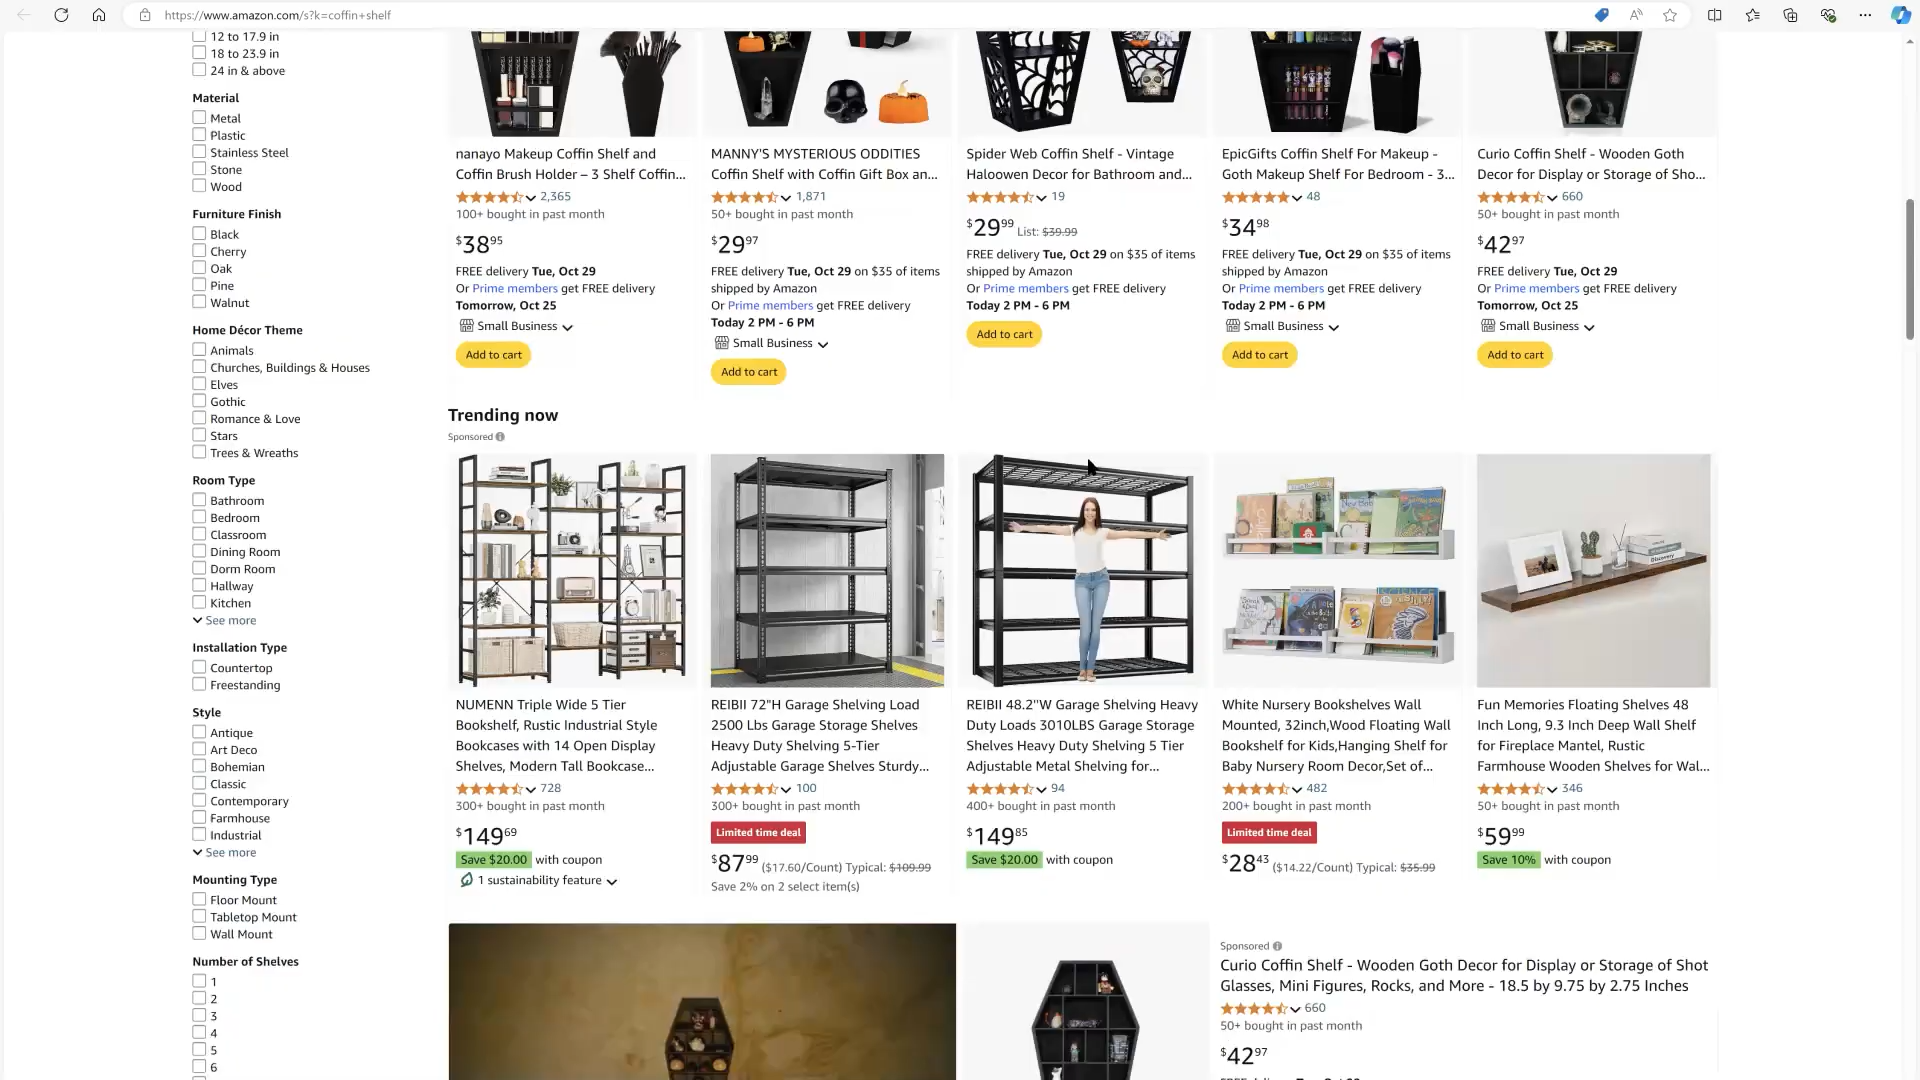 https://www.amazon.com/s?k=coffin+shelf
12 to 17.9 in
18 to 23.9 in
24 in & above
Material
Metal
Plastic
Stainless Steel
Stone
Wood
Furniture Finish
Black
Cherry
Oak
Pine
Walnut
Home Décor Theme
Animals
Churches, Buildings & Houses
Elves
Gothic
Romance & Love
Stars
Trees & Wreaths
Room Type
Bathroom
Bedroom
Classroom
Dining Room
Dorm Room
Hallway
Kitchen
See more
Installation Type
Countertop
Freestanding
Style
Antique
Art Deco
Bohemian
Classic
Contemporary
Farmhouse
Industrial
See more
Mounting Type
Floor Mount
Tabletop Mount
Wall Mount
Number of Shelves
1
2
3
4
5
6
nanayo Makeup Coffin Shelf and
Coffin Brush Holder – 3 Shelf Coffin...
2,365
100+ bought in past month
$38.95
FREE delivery Tue, Oct 29
Or Prime members get FREE delivery
Tomorrow, Oct 25
Small Business
Add to cart
MANNY'S MYSTERIOUS ODDITIES
Coffin Shelf with Coffin Gift Box an...
1,871
50+ bought in past month
$29.97
FREE delivery Tue, Oct 29 on $35 of items
shipped by Amazon
Or Prime members get FREE delivery
Today 2 PM - 6 PM
Small Business
Add to cart
Spider Web Coffin Shelf - Vintage
Haloowen Decor for Bathroom and...
19
$29.99 List: $39.99
FREE delivery Tue, Oct 29 on $35 of items
shipped by Amazon
Or Prime members get FREE delivery
Today 2 PM - 6 PM
Add to cart
EpicGifts Coffin Shelf For Makeup -
Goth Makeup Shelf For Bedroom - 3...
48
$34.98
FREE delivery Tue, Oct 29 on $35 of items
shipped by Amazon
Or Prime members get FREE delivery
Today 2 PM - 6 PM
Small Business
Add to cart
Curio Coffin Shelf - Wooden Goth
Decor for Display or Storage of Sho...
660
50+ bought in past month
$42.97
FREE delivery Tue, Oct 29
Or Prime members get FREE delivery
Tomorrow, Oct 25
Small Business
Add to cart
Trending now
Sponsored
NUMENN Triple Wide 5 Tier
Bookshelf, Rustic Industrial Style
Bookcases with 14 Open Display
Shelves, Modern Tall Bookcase...
728
300+ bought in past month
$149.69
Save $20.00 with coupon
1 sustainability feature
REIBII 72"H Garage Shelving Load
2500 Lbs Garage Storage Shelves
Heavy Duty Shelving 5-Tier
Adjustable Garage Shelves Sturdy...
100
300+ bought in past month
Limited time deal
$87.99 ($17.60/Count) Typical: $109.99
Save 2% on 2 select item(s)
REIBII 48.2"W Garage Shelving Heavy
Duty Loads 3010LBS Garage Storage
Shelves Heavy Duty Shelving 5 Tier
Adjustable Metal Shelving for...
94
400+ bought in past month
$149.85
Save $20.00 with coupon
White Nursery Bookshelves Wall
Mounted, 32inch,Wood Floating Wall
Bookshelf for Kids,Hanging Shelf for
Baby Nursery Room Decor,Set of...
482
200+ bought in past month
Limited time deal
$28.43 ($14.22/Count) Typical: $35.99
Fun Memories Floating Shelves 48
Inch Long, 9.3 Inch Deep Wall Shelf
for Fireplace Mantel, Rustic
Farmhouse Wooden Shelves for Wal...
346
50+ bought in past month
$59.99
Save 10% with coupon
Sponsored
Curio Coffin Shelf - Wooden Goth Decor for Display or Storage of Shot
Glasses, Mini Figures, Rocks, and More - 18.5 by 9.75 by 2.75 Inches
660
50+ bought in past month
$42.97